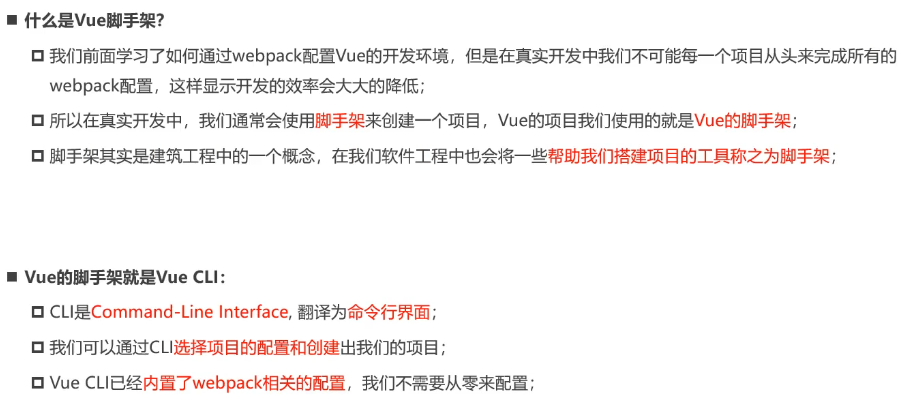 什么是Vue脚手架?
我们前面学习了如何通过webpack配置Vue的开发环境，但是在真实开发中我们不可能每一个项目从头来完成所有的
webpack配置，这样显示开发的效率会大大的降低；
所以在真实开发中，我们通常会使用脚手架来创建一个项目，Vue的项目我们使用的就是Vue的脚手架；
脚手架其实是建筑工程中的一个概念，在我们软件工程中也会将一些帮助我们搭建项目的工具称之为脚手架；
Vue的脚手架就是Vue CLI：
CLI是Command-Line Interface, 翻译为命令行界面；
我们可以通过CLI选择项目的配置和创建出我们的项目；
Vue CLI已经内置了webpack相关的配置，我们不需要从零来配置；